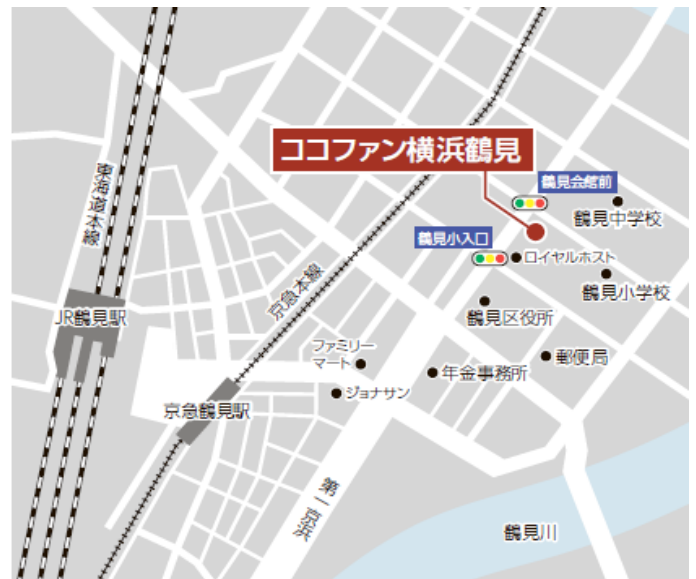 ココファン横浜鶴見
鶴見会館前
鶴見中学校
鶴見小入口
ロイヤルホスト
鶴見小学校
東海道本線
京急本線
鶴見区役所
JR鶴見駅
ファミリー
マート
郵便局
年金事務所
ジョナサン
京急鶴見駅
第一京浜
鶴見川